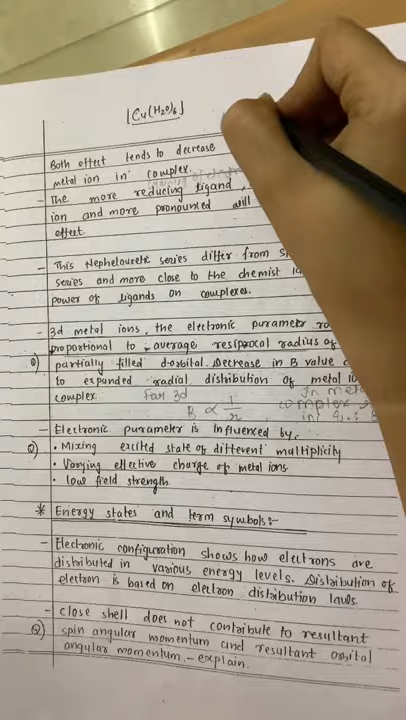 [Cu(H2O)6]
Both effect tends to decrease
metal ion in complex.
- The more reducing ligand,
ion and more pronounced will
effect.
- This Nephelauretic series differ from
series and more close to the chemist
power of ligands on complexes.
- 3d metal ions, the electronic purameter
proportional to average resiprocal radius of
Q) partially filled d-orbital. Decrease in B value
to expanded radial distribution of metal
complex. For 3d In
B ∝ 1/r complex
- Electronic purameter is influenced by,
Q) • Mixing excited state of different multiplicity
• Varying effective charge of metal ions.
• low field strength.
* Energy states and term symbols:-
- Electronic configuration shows how electrons are
distributed in various energy levels. Distribution of
electron is based on electron distribution laws.
- close shell does not contribute to resultant
Q) spin angular momentum and resultant orbital
angular momentum. - explain.